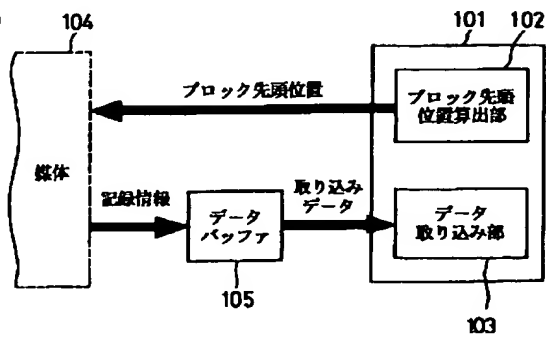 104
101
102
ブロック先頭位置
ブロック先頭
位置算出部
媒体
記録情報
データ
バッファ
取り込み
データ
データ
取り込み部
105
103